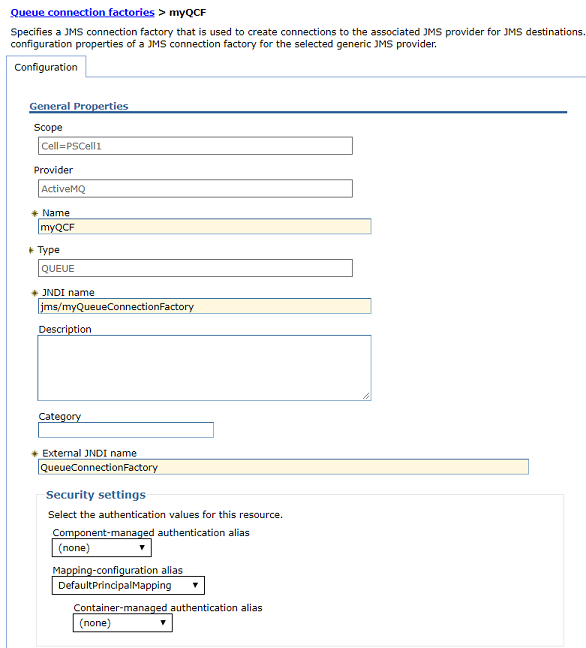 Queue connection factories > myQCF
Specifies a JMS connection factory that is used to create connections to the associated JMS provider for JMS destinations.
configuration properties of a JMS connection factory for the selected generic JMS provider.
Configuration
General Properties
Scope
Cell=PSCell1
Provider
ActiveMQ
Name
myQCF
Type
QUEUE
JNDI name
jms/myQueueConnectionFactory
Description
Category
External JNDI name
QueueConnectionFactory
Security settings
Select the authentication values for this resource.
Component-managed authentication alias
(none)
Mapping-configuration alias
DefaultPrincipalMapping
Container-managed authentication alias
(none)